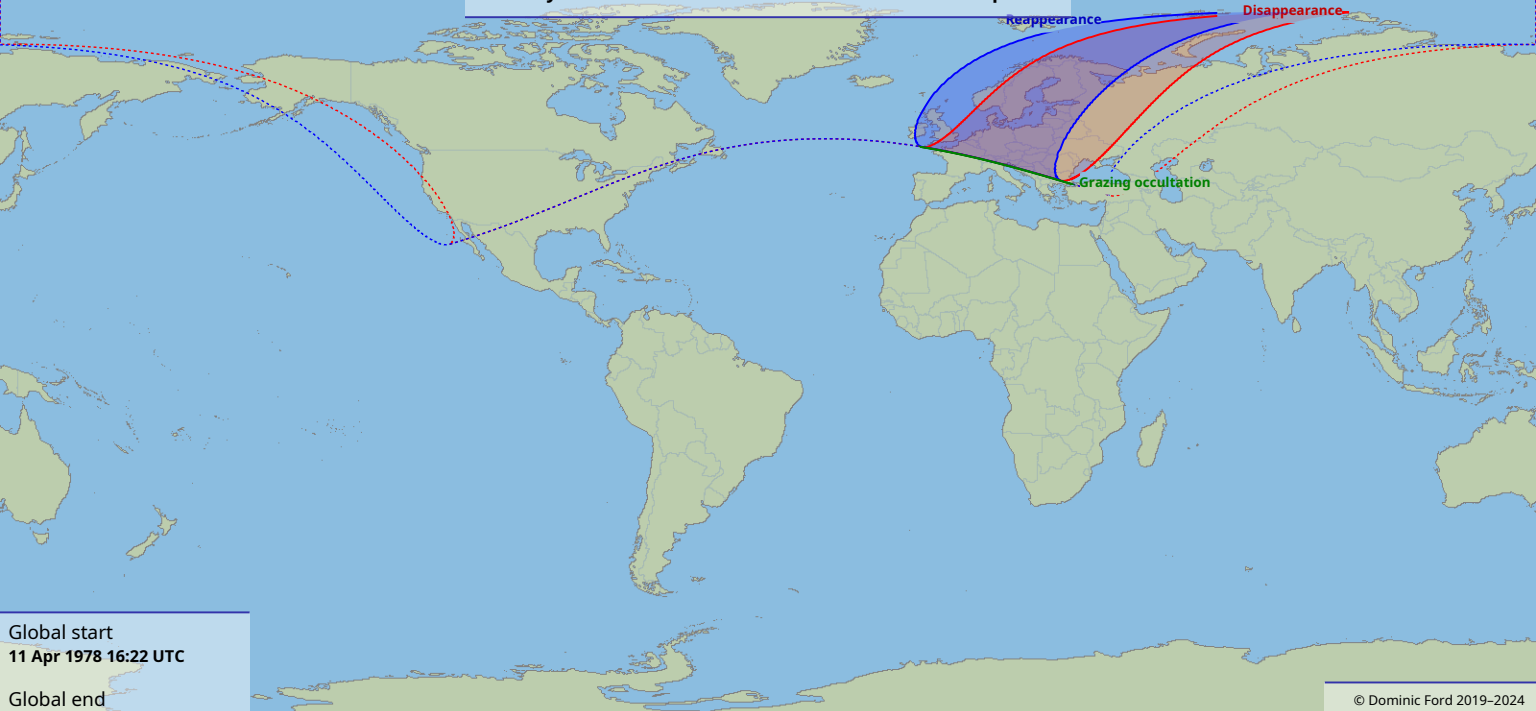 Reappearance
Disappearance
Grazing occultation
Global start
11 Apr 1978 16:22 UTC
Global end
© Dominic Ford 2019–2024